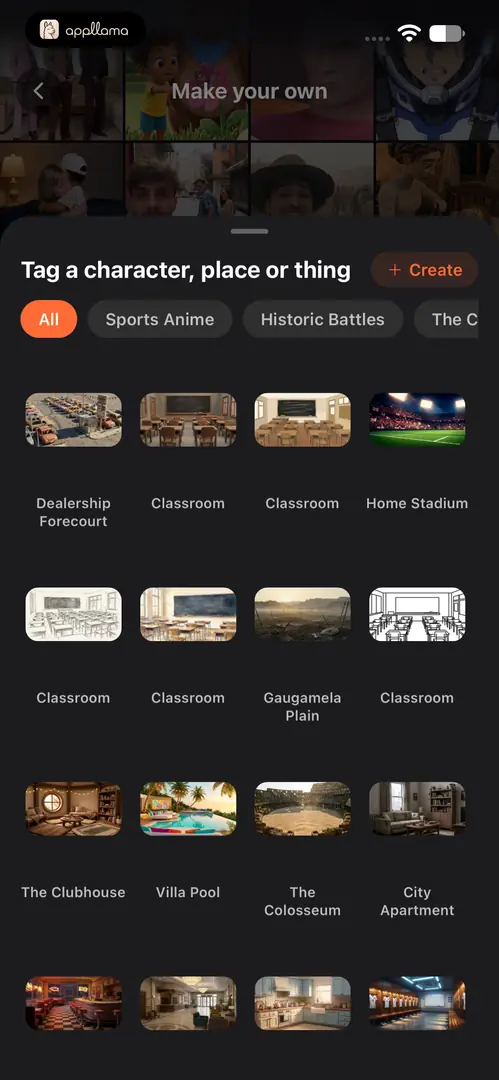 appllama
Make your own
Tag a character, place or thing
+ Create
All
Sports Anime
Historic Battles
The C
Dealership
Forecourt
Classroom
Classroom
Home Stadium
Classroom
Classroom
Gaugamela
Plain
Classroom
The Clubhouse
Villa Pool
The
Colosseum
City
Apartment